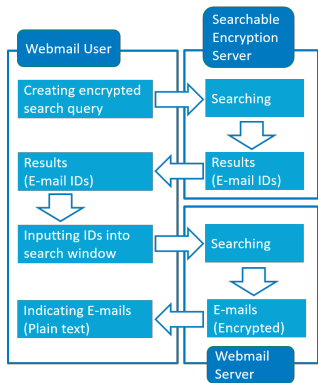 Webmail User
Searchable
Encryption
Server
Creating encrypted
search query
Searching
Results
(E-mail IDs)
Results
(E-mail IDs)
Inputting IDs into
search window
Searching
Indicating E-mails
(Plain text)
E-mails
(Encrypted)
Webmail
Server